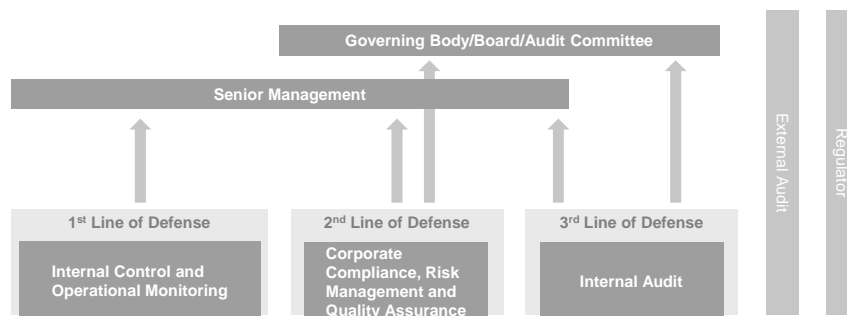 Governing Body/Board/Audit Committee
Senior Management
1st Line of Defense
Internal Control and
Operational Monitoring
2nd Line of Defense
Corporate
Compliance, Risk
Management and
Quality Assurance
3rd Line of Defense
Internal Audit
External Audit
Regulator